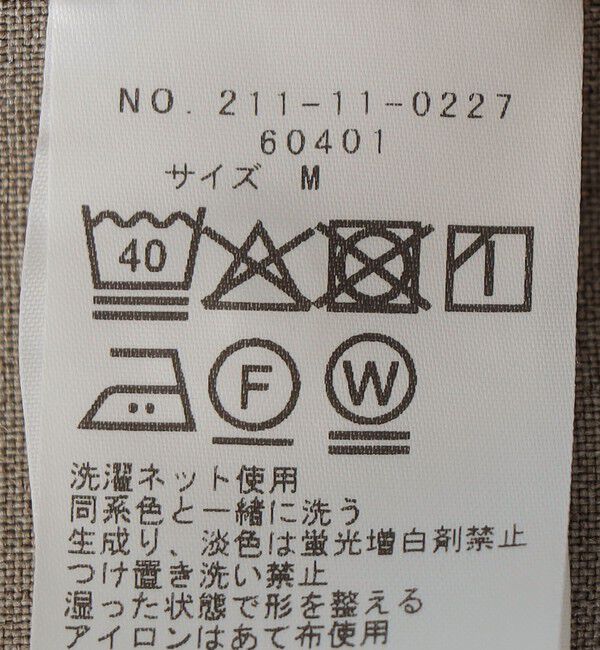 NO. 211-11-0227
60401
サイズ M
40
F W
洗濯ネット使用
同系色と一緒に洗う
生成り、淡色は蛍光増白剤禁止
つけ置き洗い禁止
湿った状態で形を整える
アイロンはあて布使用